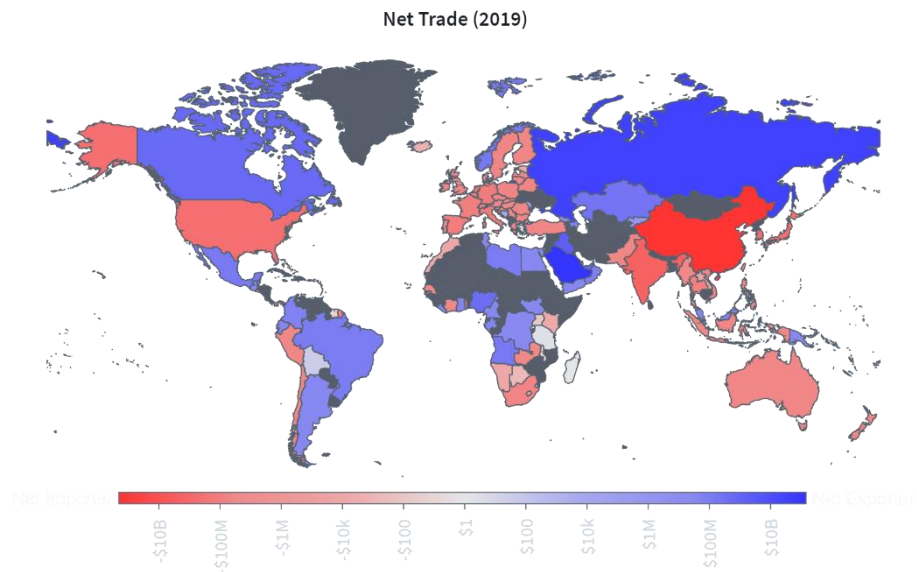 Net Trade (2019)
Net Importer
Net Exporter
-$10B
-$100M
-$1M
-$10k
-$100
$1
$100
$10k
$1M
$100M
$10B